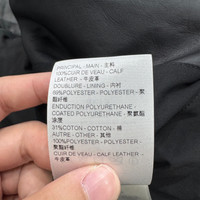 PRINCIPAL - MAIN - 主料
100%CUIR DE VEAU - CALF
LEATHER - 牛皮革
DOUBLURE - LINING - 内衬
100%POLYESTER-POLYESTER - 聚
酯纤维
ENDUCTION POLYURETHANE
COATED POLYURETHANE - 聚氨酯
涂层
31%COTON-COTTON - 棉
AUTRE - OTHER - 其他
100%POLYESTER-POLYESTER -
聚酯纤维
CUIR DE VEAU - CALF
LEATHER - 牛皮革